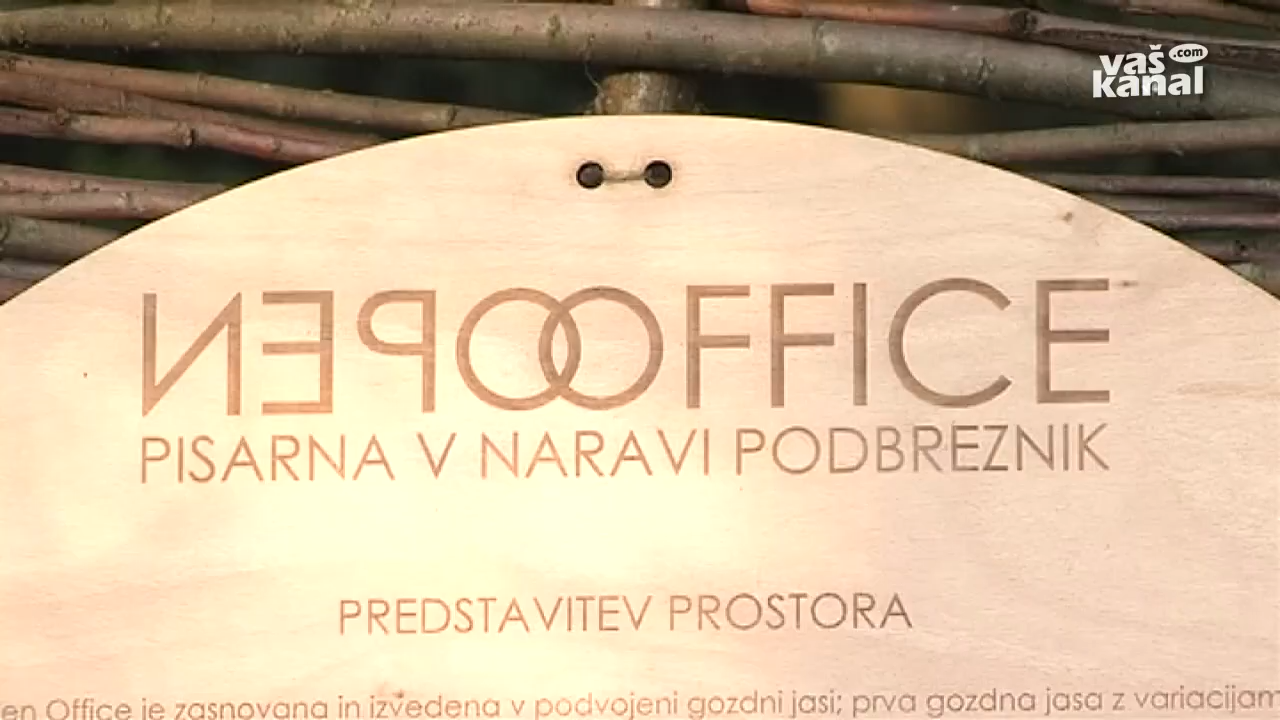 vaš .com
kanal
NEPOOFFICE
PISARNA V NARAVI PODBREZNIK
PREDSTAVITEV PROSTORA
en Office je zasnovana in izvedena v podvojeni gozdni jasi; prva gozdna jasa z variacijam